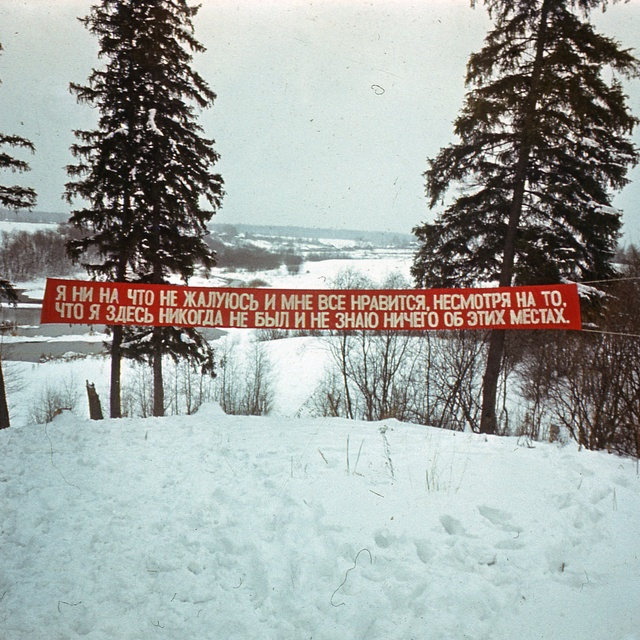 Я НИ НА ЧТО НЕ ЖАЛУЮСЬ И МНЕ ВСЕ НРАВИТСЯ, НЕСМОТРЯ НА ТО,
ЧТО Я ЗДЕСЬ НИКОГДА НЕ БЫЛ И НЕ ЗНАЮ НИЧЕГО ОБ ЭТИХ МЕСТАХ.